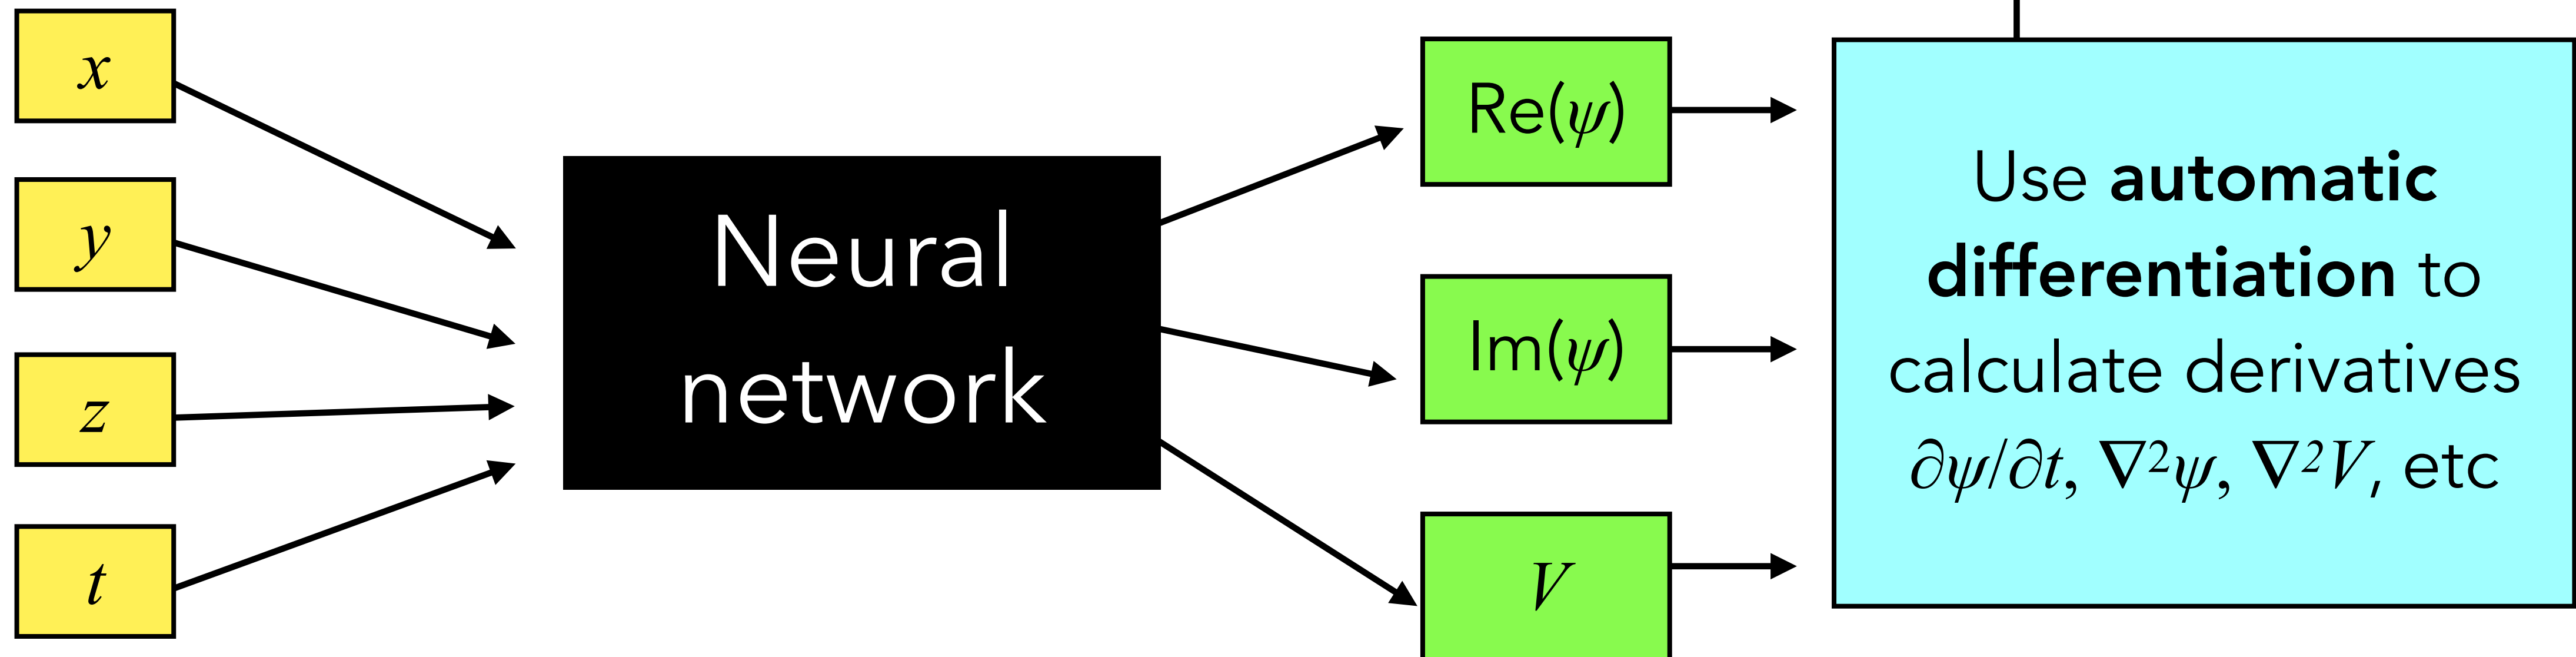 x
y
z
t
Neural
network
Re(ψ)
Im(ψ)
V
Use automatic
differentiation to
calculate derivatives
∂ψ/∂t, ∇²ψ, ∇²V, etc